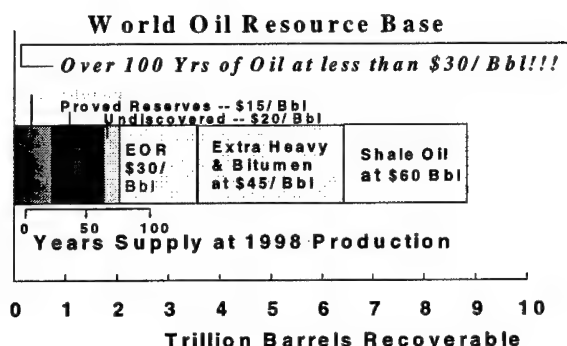 World Oil Resource Base
Over 100 Yrs of Oil at less than $30/Bbl!!!
Proved Reserves -- $15/Bbl
Undiscovered -- $20/Bbl
EOR
$30/
Bbl
Extra Heavy
& Bitumen
at $45/Bbl
Shale Oil
at $60 Bbl
0 50 100
Years Supply at 1998 Production
0 1 2 3 4 5 6 7 8 9 10
Trillion Barrels Recoverable